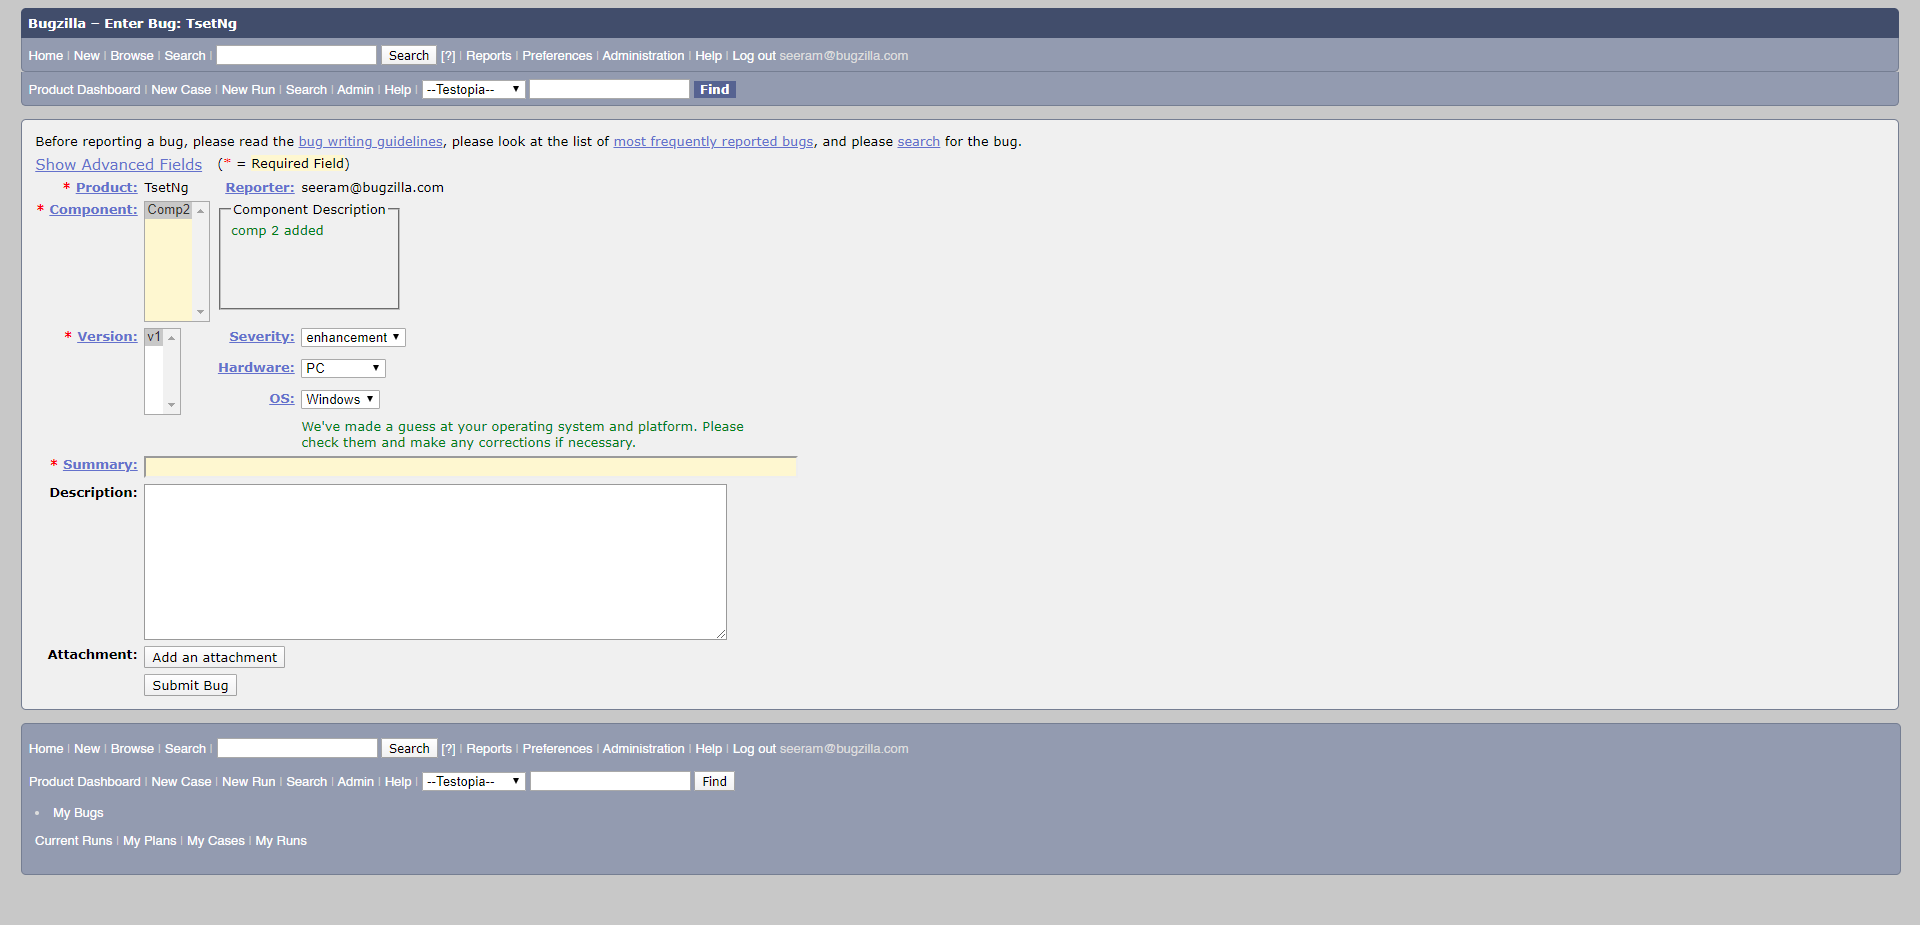 Bugzilla – Enter Bug: TsetNg
Home | New | Browse | Search | Search [?] | Reports | Preferences | Administration | Help | Log out seeram@bugzilla.com
Product Dashboard | New Case | New Run | Search | Admin | Help | --Testopia-- Find
Before reporting a bug, please read the bug writing guidelines, please look at the list of most frequently reported bugs, and please search for the bug.
Show Advanced Fields (* = Required Field)
* Product: TsetNg Reporter: seeram@bugzilla.com
* Component: Comp2 Component Description
comp 2 added
* Version: v1 Severity: enhancement
Hardware: PC
OS: Windows
We've made a guess at your operating system and platform. Please
check them and make any corrections if necessary.
* Summary:
Description:
Attachment: Add an attachment
Submit Bug
Home | New | Browse | Search | Search [?] | Reports | Preferences | Administration | Help | Log out seeram@bugzilla.com
Product Dashboard | New Case | New Run | Search | Admin | Help | --Testopia-- Find
• My Bugs
Current Runs | My Plans | My Cases | My Runs